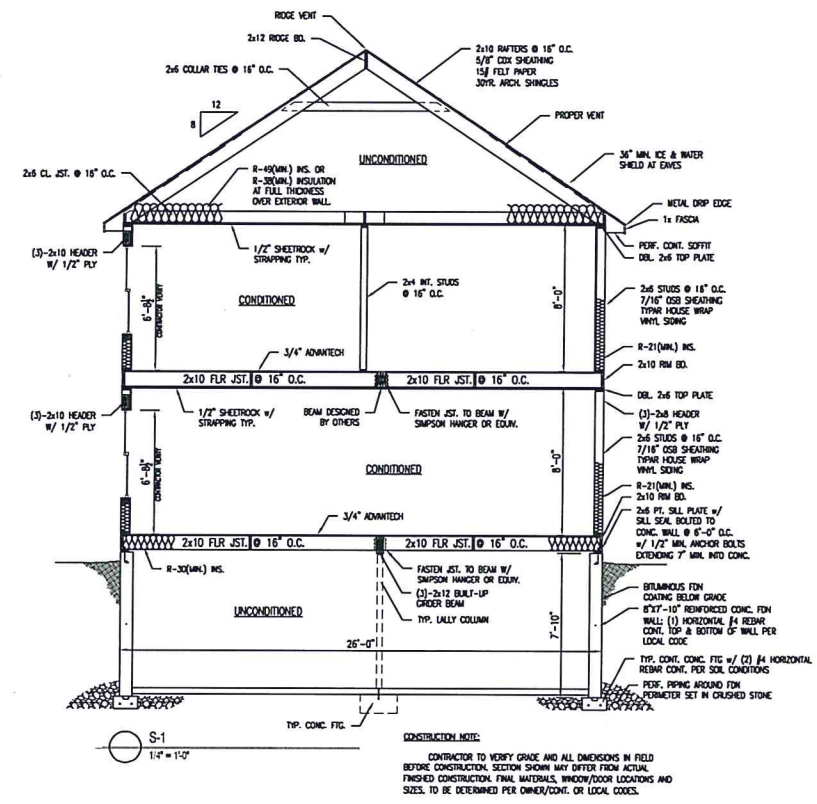 RIDGE VENT
2x12 RIDGE BD.
2x6 COLLAR TIES @ 16" O.C.
2x10 RAFTERS @ 16" O.C.
5/8" CDX SHEATHING
15# FELT PAPER
30YR. ARCH. SHINGLES
12
8
PROPER VENT
UNCONDITIONED
36" MIN. ICE & WATER
SHIELD AT EAVES
2x6 CL. JST. @ 16" O.C.
R-49(MIN.) INS. OR
R-38(MIN.) INSULATION
AT FULL THICKNESS
OVER EXTERIOR WALL
METAL DRIP EDGE
1x FASCIA
PERF. CONT. SOFFIT
DBL. 2x6 TOP PLATE
(3)-2x10 HEADER
W/ 1/2" PLY
1/2" SHEETROCK w/
STRAPPING TYP.
2x4 INT. STUDS
@ 16" O.C.
CONDITIONED
6'-8½"
CONTRACTOR VERIFY
8'-0"
2x6 STUDS @ 16" O.C.
7/16" OSB SHEATHING
TYPAR HOUSE WRAP
VINYL SIDING
R-21(MIN.) INS.
2x10 RIM BD.
3/4" ADVANTECH
2x10 FLR JST. @ 16" O.C.
2x10 FLR JST. @ 16" O.C.
DBL. 2x6 TOP PLATE
(3)-2x10 HEADER
W/ 1/2" PLY
1/2" SHEETROCK w/
STRAPPING TYP.
BEAM DESIGNED
BY OTHERS
FASTEN JST. TO BEAM W/
SIMPSON HANGER OR EQUIV.
(3)-2x8 HEADER
W/ 1/2" PLY
2x6 STUDS @ 16" O.C.
7/16" OSB SHEATHING
TYPAR HOUSE WRAP
VINYL SIDING
6'-8½"
CONTRACTOR VERIFY
CONDITIONED
8'-0"
R-21(MIN.) INS.
2x10 RIM BD.
2x6 PT. SILL PLATE w/
SILL SEAL BOLTED TO
CONC. WALL @ 6'-0" O.C.
w/ 1/2" MIN. ANCHOR BOLTS
EXTENDING 7" MIN. INTO CONC.
3/4" ADVANTECH
2x10 FLR JST. @ 16" O.C.
2x10 FLR JST. @ 16" O.C.
R-30(MIN.) INS.
FASTEN JST. TO BEAM W/
SIMPSON HANGER OR EQUIV.
(3)-2x12 BUILT-UP
GIRDER BEAM
TYP. LALLY COLUMN
UNCONDITIONED
26'-0"
7'-10"
BITUMINOUS FDN
COATING BELOW GRADE
8"X7'-10" REINFORCED CONC. FDN
WALL; (1) HORIZONTAL #4 REBAR
CONT. TOP & BOTTOM OF WALL PER
LOCAL CODE
TYP. CONT. CONC. FTG w/ (2) #4 HORIZONTAL
REBAR CONT. PER SOIL CONDITIONS
PERF. PIPING AROUND FDN
PERIMETER SET IN CRUSHED STONE
TYP. CONC. FTG.
S-1
1/4" = 1'-0"
CONSTRUCTION NOTE:
CONTRACTOR TO VERIFY GRADE AND ALL DIMENSIONS IN FIELD
BEFORE CONSTRUCTION. SECTION SHOWN MAY DIFFER FROM ACTUAL
FINISHED CONSTRUCTION. FINAL MATERIALS, WINDOW/DOOR LOCATIONS AND
SIZES, TO BE DETERMINED PER OWNER/CONT. OR LOCAL CODES.